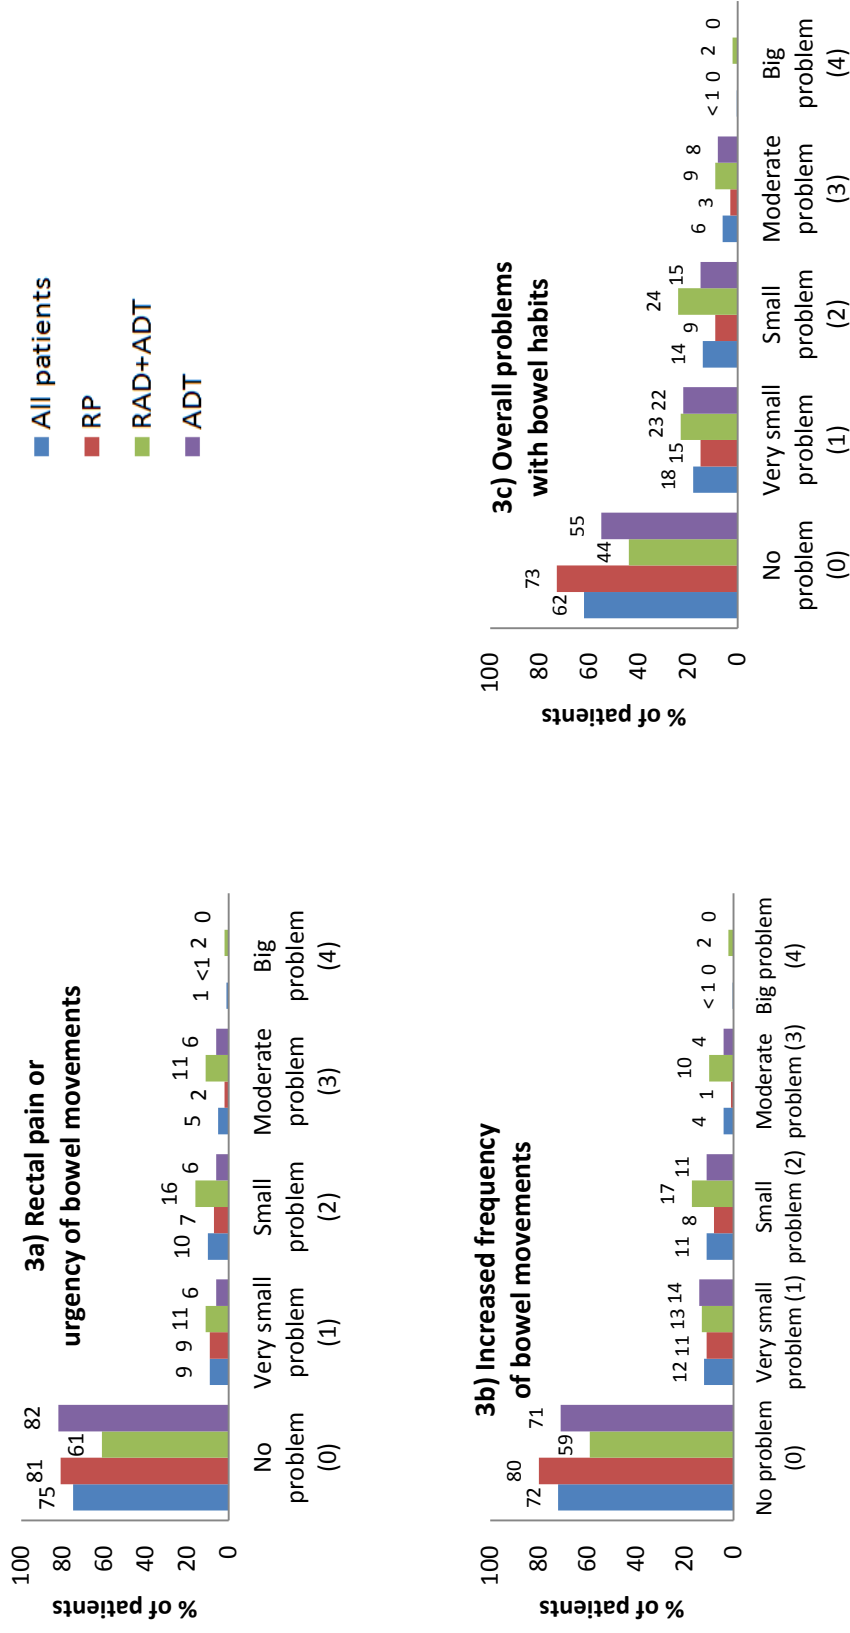 3a) Rectal pain or
urgency of bowel movements
% of patients
100
80
60
40
20
0
75 81 61 82
9 9 11 6
10 7 16 6
5 2 11 6
1 <1 2 0
No problem (0)
Very small problem (1)
Small problem (2)
Moderate problem (3)
Big problem (4)
All patients
RP
RAD+ADT
ADT
3b) Increased frequency
of bowel movements
% of patients
100
80
60
40
20
0
72 80 59 71
12 11 13 14
11 8 17 11
4 1 10 4
<1 0 2 0
No problem (0)
Very small problem (1)
Small problem (2)
Moderate problem (3)
Big problem (4)
3c) Overall problems
with bowel habits
% of patients
100
80
60
40
20
0
62 73 44 55
18 15 23 22
14 9 24 15
6 3 9 8
<1 0 2 0
No problem (0)
Very small problem (1)
Small problem (2)
Moderate problem (3)
Big problem (4)